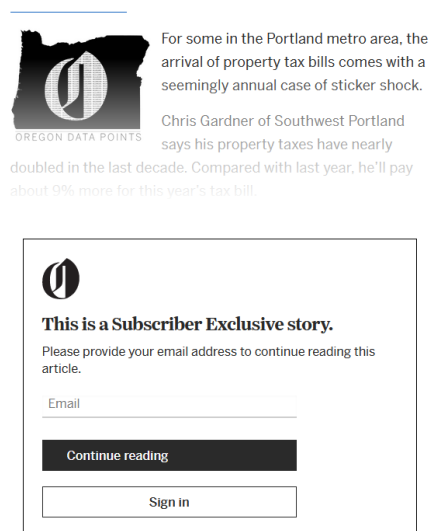 For some in the Portland metro area, the
arrival of property tax bills comes with a
seemingly annual case of sticker shock.
OREGON DATA POINTS
Chris Gardner of Southwest Portland
says his property taxes have nearly
doubled in the last decade. Compared with last year, he'll pay
about 9% more for this year's tax bill.
This is a Subscriber Exclusive story.
Please provide your email address to continue reading this
article.
Email
Continue reading
Sign in